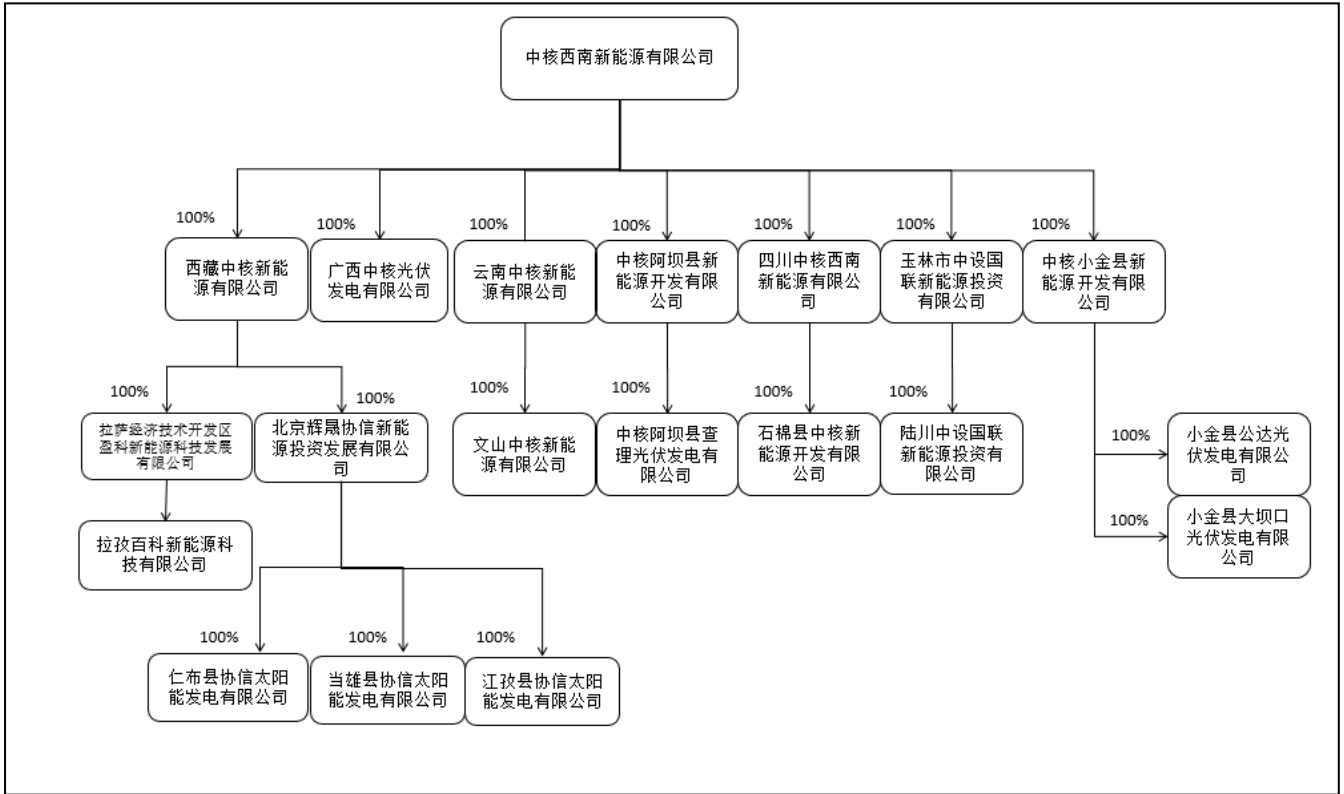 中核西南新能源有限公司
100%
100%
100%
100%
100%
100%
100%
西藏中核新能
源有限公司
广西中核光伏
发电有限公司
云南中核新能
源有限公司
中核阿坝县新
能源开发有限
公司
四川中核西南
新能源有限公
司
玉林市中设国
联新能源投资
有限公司
中核小金县新
能源开发有限
公司
100%
100%
100%
100%
100%
100%
拉萨经济技术开发区
盈科新能源科技发展
有限公司
北京辉晟协信新能
源投资发展有限公
司
文山中核新能
源有限公司
中核阿坝县查
理光伏发电有
限公司
石棉县中核新
能源开发有限
公司
陆川中设国联
新能源投资有
限公司
100%
小金县公达光
伏发电有限公
司
拉孜百科新能源科
技有限公司
100%
小金县大坝口
光伏发电有限
公司
100%
100%
100%
仁布县协信太阳
能发电有限公司
当雄县协信太阳
能发电有限公司
江孜县协信太阳
能发电有限公司